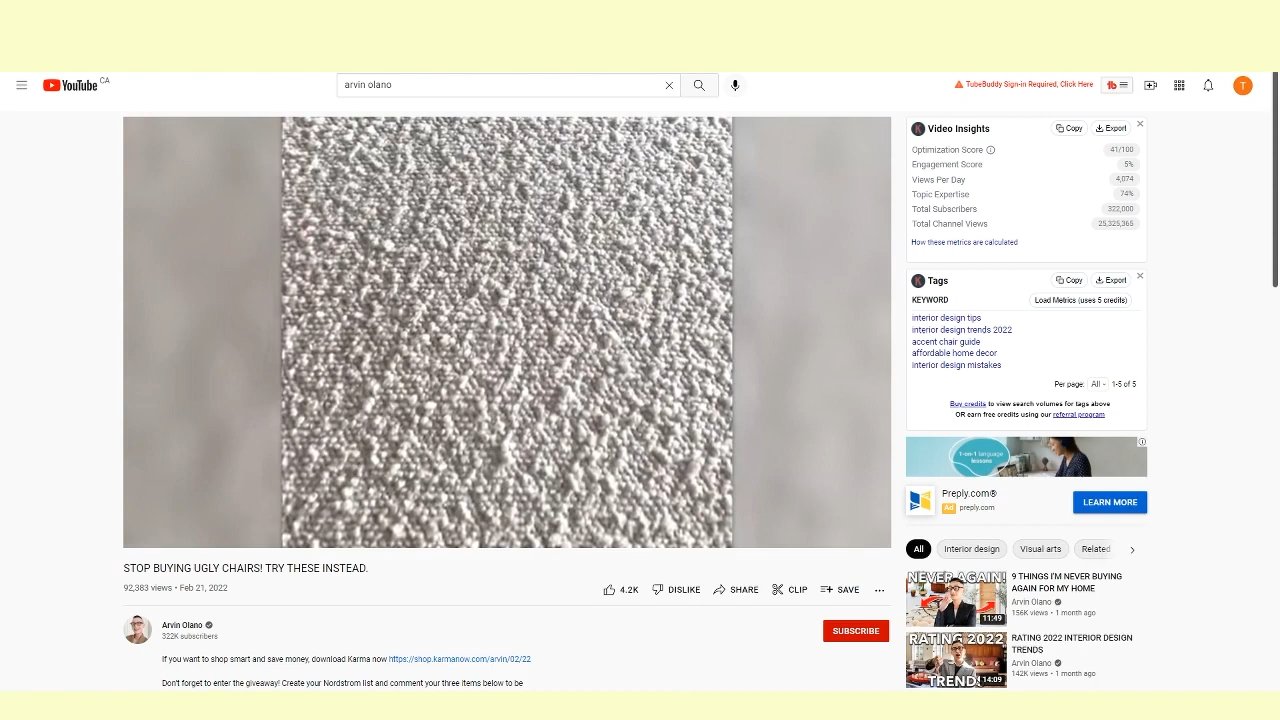 YouTube CA
arvin olano
TubeBuddy Sign-in Required, Click Here
tb
T
K Video Insights
Copy
Export
Optimization Score
41/100
Engagement Score
5%
Views Per Day
4,074
Topic Expertise
74%
Total Subscribers
322,000
Total Channel Views
25,325,365
How these metrics are calculated
K Tags
Copy
Export
KEYWORD
Load Metrics (uses 5 credits)
interior design tips
interior design trends 2022
accent chair guide
affordable home decor
interior design mistakes
Per page: All 1-5 of 5
Buy credits to view search volumes for tags above
OR earn free credits using our referral program
1-on-1 language
lessons
Preply.com®
Ad preply.com
LEARN MORE
All
Interior design
Visual arts
Related
NEVER AGAIN!
11:49
9 THINGS I'M NEVER BUYING
AGAIN FOR MY HOME
Arvin Olano
156K views • 1 month ago
RATING 2022
TRENDS
14:09
RATING 2022 INTERIOR DESIGN
TRENDS
Arvin Olano
142K views • 1 month ago
STOP BUYING UGLY CHAIRS! TRY THESE INSTEAD.
92,383 views • Feb 21, 2022
4.2K
DISLIKE
SHARE
CLIP
SAVE
Arvin Olano
322K subscribers
SUBSCRIBE
If you want to shop smart and save money, download Karma now https://shop.karmanow.com/arvin/02/22
Don't forget to enter the giveaway! Create your Nordstrom list and comment your three items below to be